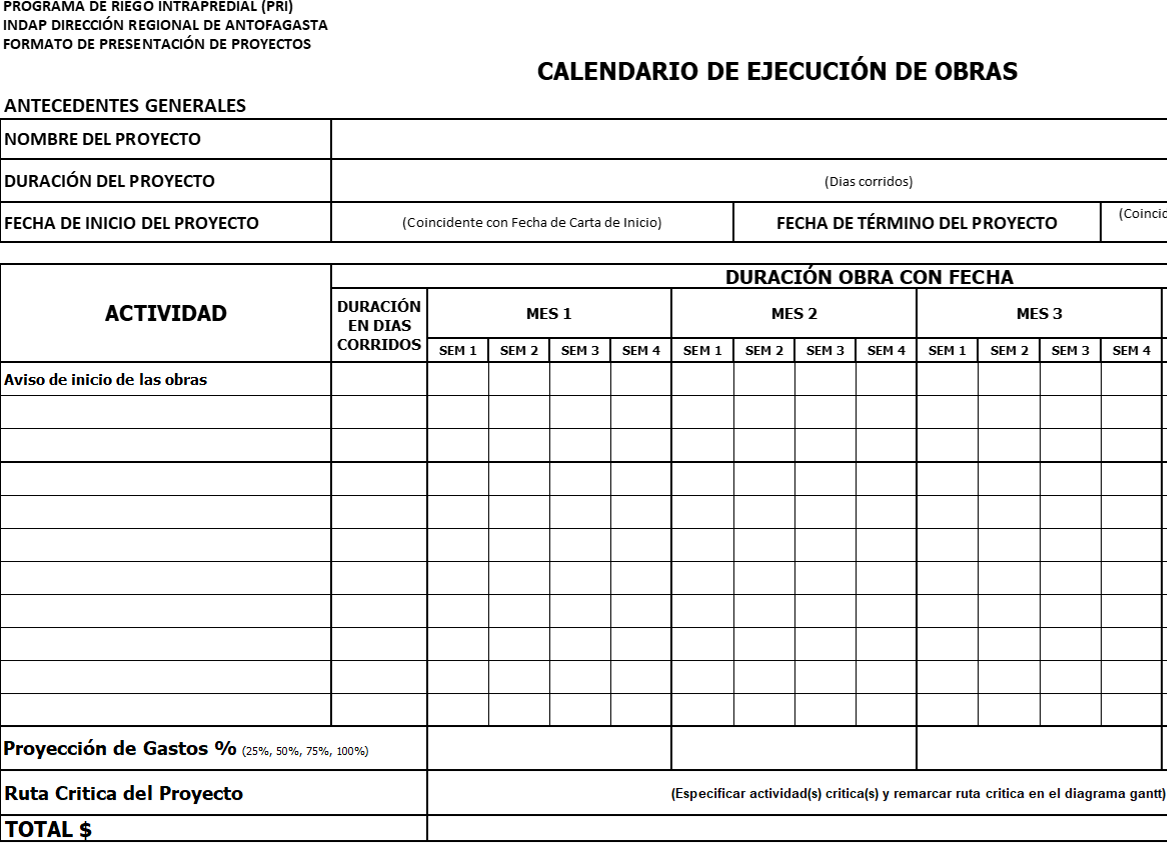 PROGRAMA DE RIEGO INTRAPREDIAL (PRI)
INDAP DIRECCIÓN REGIONAL DE ANTOFAGASTA
FORMATO DE PRESENTACIÓN DE PROYECTOS
CALENDARIO DE EJECUCIÓN DE OBRAS
ANTECEDENTES GENERALES
NOMBRE DEL PROYECTO
DURACIÓN DEL PROYECTO (Dias corridos)
FECHA DE INICIO DEL PROYECTO (Coincidente con Fecha de Carta de Inicio) FECHA DE TÉRMINO DEL PROYECTO
DURACIÓN OBRA CON FECHA
ACTIVIDAD
DURACIÓN
EN DIAS
CORRIDOS
MES 1 MES 2 MES 3
SEM 1 SEM 2 SEM 3 SEM 4 SEM 1 SEM 2 SEM 3 SEM 4 SEM 1 SEM 2 SEM 3 SEM 4
Aviso de inicio de las obras
Proyección de Gastos % (25%, 50%, 75%, 100%)
Ruta Critica del Proyecto (Especificar actividad(s) critica(s) y remarcar ruta critica en el diagrama gantt)
TOTAL $